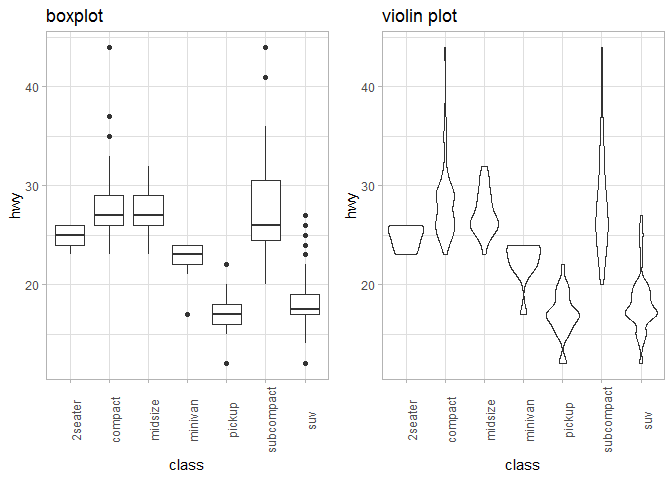 boxplot
hwy
40
30
20
2seater
compact
midsize
minivan
pickup
subcompact
suv
class
violin plot
hwy
40
30
20
2seater
compact
midsize
minivan
pickup
subcompact
suv
class